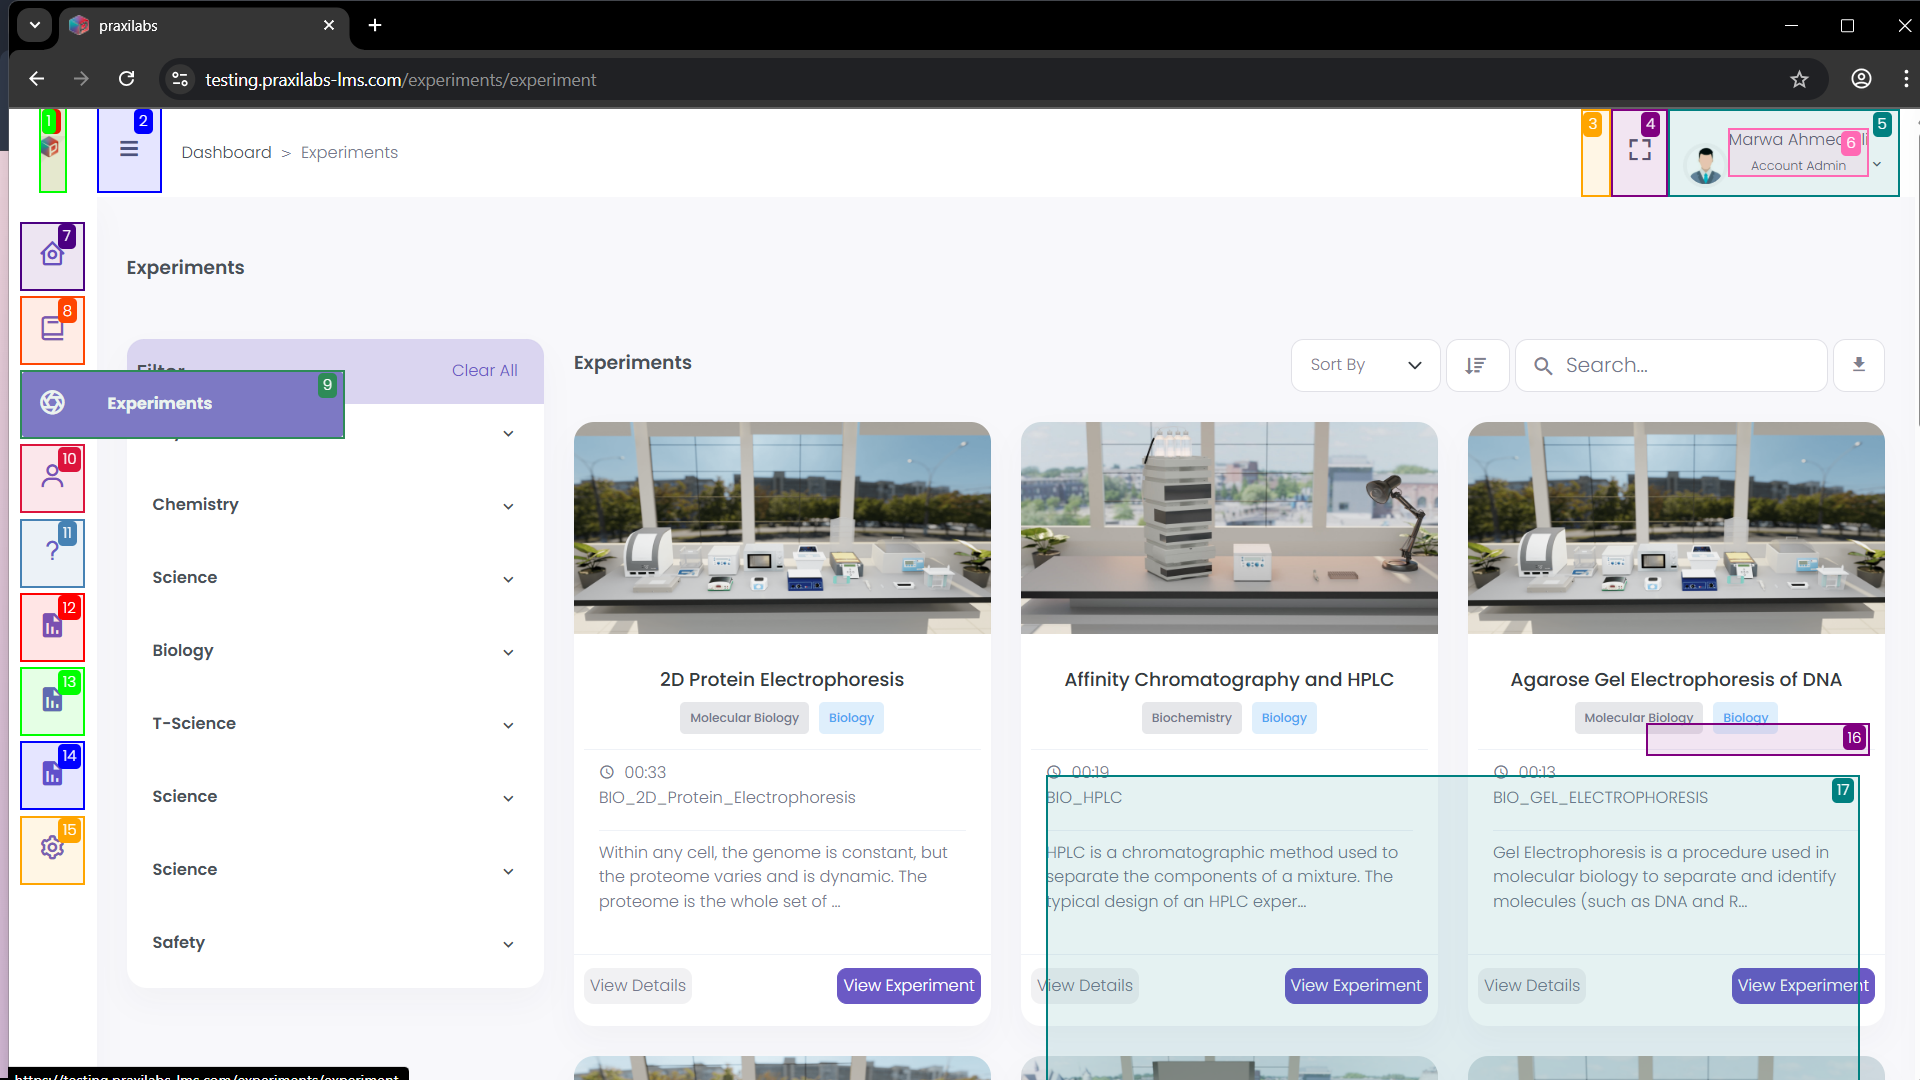 praxilabs
testing.praxilabs-lms.com/experiments/experiment
1
2
Dashboard > Experiments
3
4
5
Marwa Ahmed
6
Account Admin
7
8
9
10
11
12
13
14
15
Experiments
Experiments
Filter
Clear All
Chemistry
Science
Biology
T-Science
Science
Science
Safety
Experiments
Sort By
Search...
2D Protein Electrophoresis
Molecular Biology
Biology
00:33
BIO_2D_Protein_Electrophoresis
Within any cell, the genome is constant, but
the proteome varies and is dynamic. The
proteome is the whole set of ...
View Details
View Experiment
Affinity Chromatography and HPLC
Biochemistry
Biology
00:19
BIO_HPLC
HPLC is a chromatographic method used to
separate the components of a mixture. The
typical design of an HPLC exper...
View Details
View Experiment
Agarose Gel Electrophoresis of DNA
Molecular Biology
Biology
16
00:13
17
BIO_GEL_ELECTROPHORESIS
Gel Electrophoresis is a procedure used in
molecular biology to separate and identify
molecules (such as DNA and R...
View Details
View Experiment
https://testing.praxilabs-lms.com/experiments/experiment